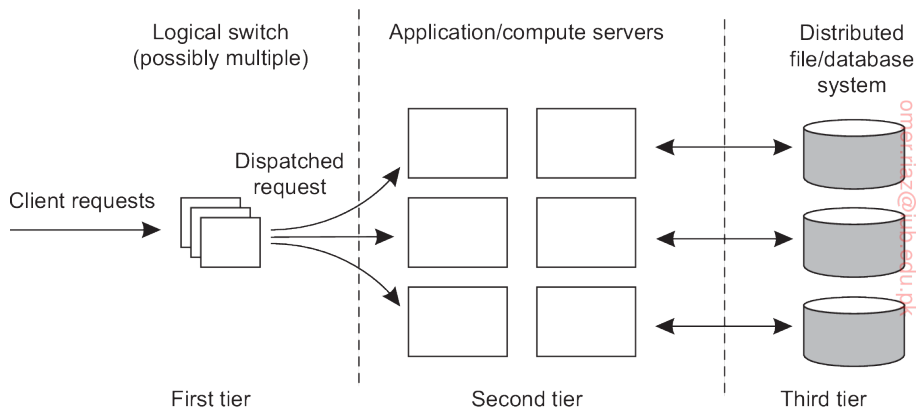 Logical switch
(possibly multiple)
Application/compute servers
Distributed
file/database
system
Dispatched
request
Client requests
First tier
Second tier
Third tier
omer.riaz@iub.edu.pk